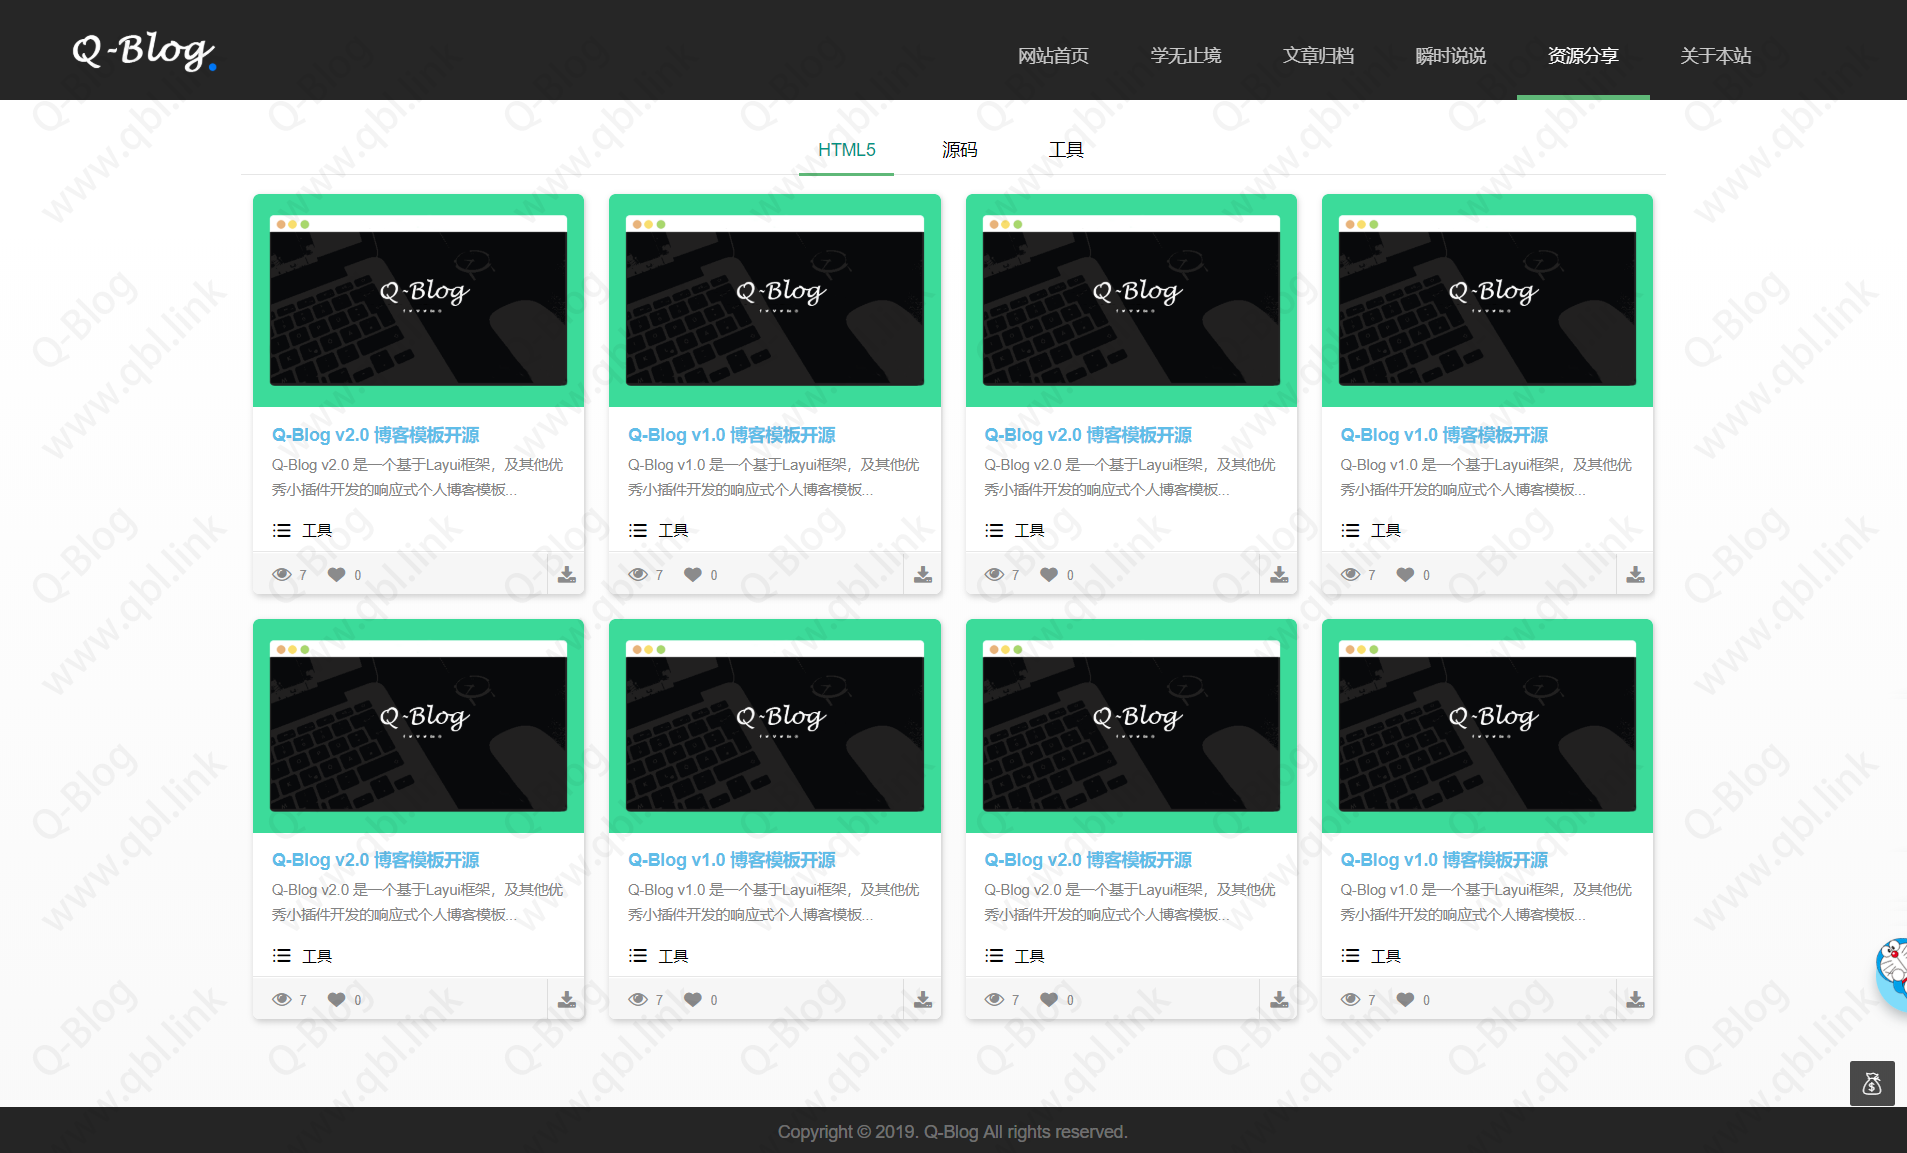 Q-Blog.
网站首页 学无止境 文章归档 瞬时说说 资源分享 关于本站
HTML5 源码 工具
Q-Blog Q-Blog Q-Blog Q-Blog
Q-Blog v2.0 博客模板开源
Q-Blog v2.0 是一个基于Layui框架，及其他优
秀小插件开发的响应式个人博客模板...
工具
7 0
Q-Blog v1.0 博客模板开源
Q-Blog v1.0 是一个基于Layui框架，及其他优
秀小插件开发的响应式个人博客模板...
工具
7 0
Q-Blog v2.0 博客模板开源
Q-Blog v2.0 是一个基于Layui框架，及其他优
秀小插件开发的响应式个人博客模板...
工具
7 0
Q-Blog v1.0 博客模板开源
Q-Blog v1.0 是一个基于Layui框架，及其他优
秀小插件开发的响应式个人博客模板...
工具
7 0
Q-Blog Q-Blog Q-Blog Q-Blog
Q-Blog v2.0 博客模板开源
Q-Blog v2.0 是一个基于Layui框架，及其他优
秀小插件开发的响应式个人博客模板...
工具
7 0
Q-Blog v1.0 博客模板开源
Q-Blog v1.0 是一个基于Layui框架，及其他优
秀小插件开发的响应式个人博客模板...
工具
7 0
Q-Blog v2.0 博客模板开源
Q-Blog v2.0 是一个基于Layui框架，及其他优
秀小插件开发的响应式个人博客模板...
工具
7 0
Q-Blog v1.0 博客模板开源
Q-Blog v1.0 是一个基于Layui框架，及其他优
秀小插件开发的响应式个人博客模板...
工具
7 0
Copyright © 2019. Q-Blog All rights reserved.
Q-Blog
www.qbl.link